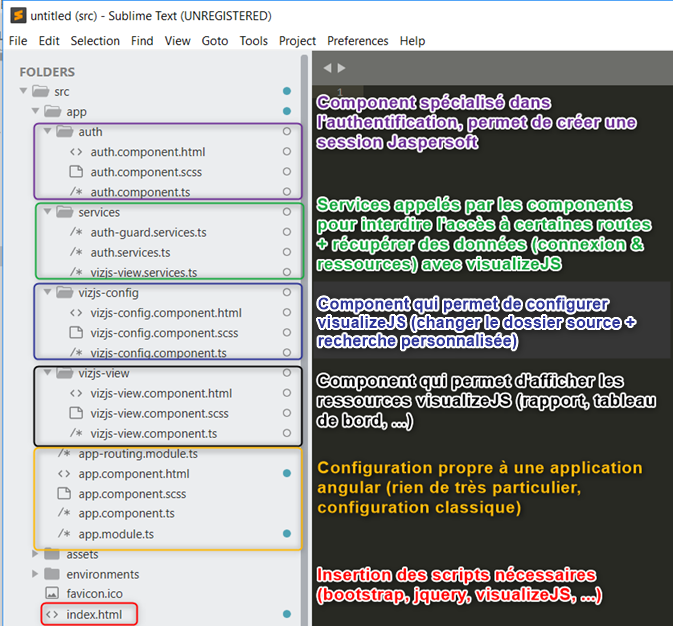 untitled (src) - Sublime Text (UNREGISTERED)
File Edit Selection Find View Goto Tools Project Preferences Help
FOLDERS
src
app
auth
auth.component.html
auth.component.scss
auth.component.ts
services
auth-guard.services.ts
auth.services.ts
vizjs-view.services.ts
vizjs-config
vizjs-config.component.html
vizjs-config.component.scss
vizjs-config.component.ts
vizjs-view
vizjs-view.component.html
vizjs-view.component.scss
vizjs-view.component.ts
app-routing.module.ts
app.component.html
app.component.scss
app.component.ts
app.module.ts
assets
environments
favicon.ico
index.html
1
Component spécialisé dans
l'authentification, permet de créer une
session Jaspersoft
Services appelés par les components
pour interdire l'accès à certaines routes
+ récupérer des données (connexion &
ressources) avec visualizeJS
Component qui permet de configurer
visualizeJS (changer le dossier source +
recherche personnalisée)
Component qui permet d'afficher les
ressources visualizeJS (rapport, tableau
de bord, ...)
Configuration propre à une application
angular (rien de très particulier,
configuration classique)
Insertion des scripts nécessaires
(bootstrap, jquery, visualizeJS, ...)